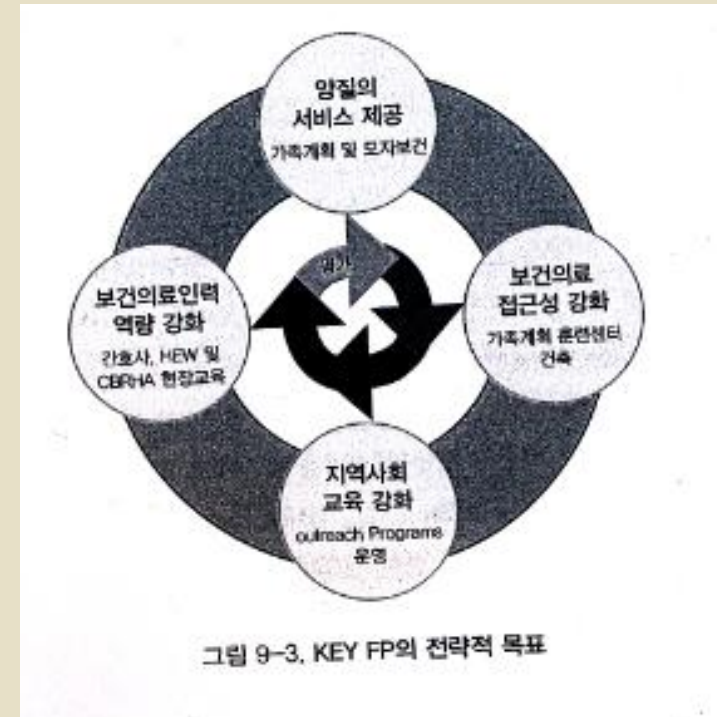 양질의
서비스 제공
가족계획 및 모자보건
평가
보건의료인력
역량 강화
간호사, HEW 및
CBRHA 현장교육
보건의료
접근성 강화
가족계획 훈련센터
건축
지역사회
교육 강화
outreach Programs
운영
그림 9-3. KEY FP의 전략적 목표